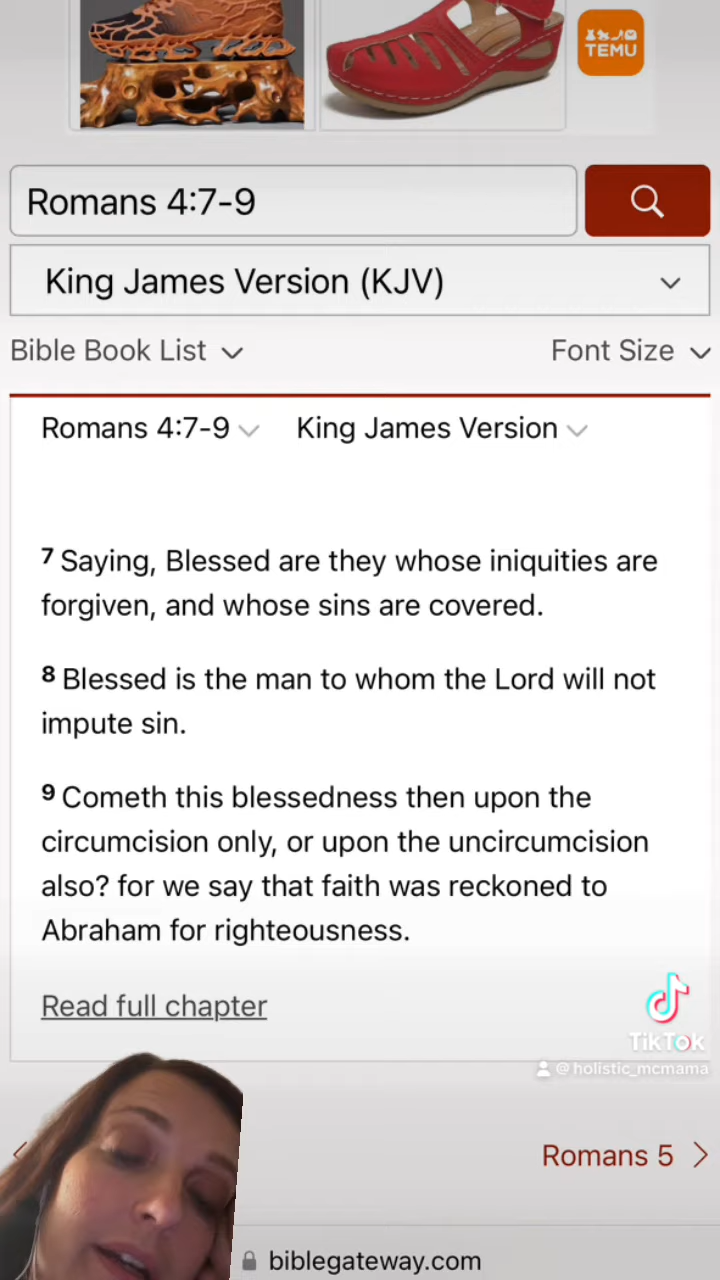 TEMU
Romans 4:7-9
King James Version (KJV)
Bible Book List
Font Size
Romans 4:7-9 King James Version
7 Saying, Blessed are they whose iniquities are
forgiven, and whose sins are covered.
8 Blessed is the man to whom the Lord will not
impute sin.
9 Cometh this blessedness then upon the
circumcision only, or upon the uncircumcision
also? for we say that faith was reckoned to
Abraham for righteousness.
Read full chapter
TikTok
@holistic_mcmama
Romans 5
biblegateway.com